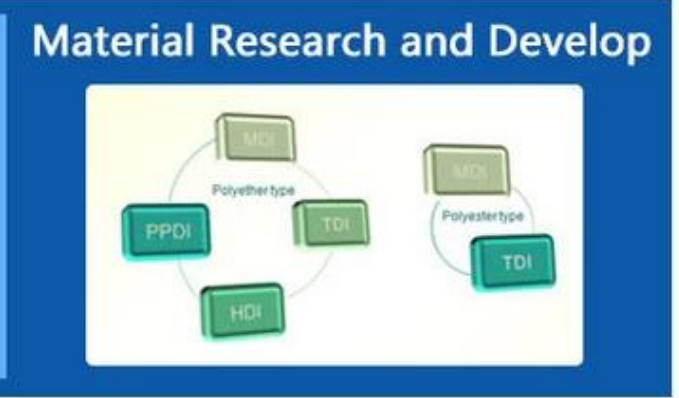 Material Research and Develop
MDI
Polyether type
PPDI
TDI
HDI
MDI
Polyester type
TDI